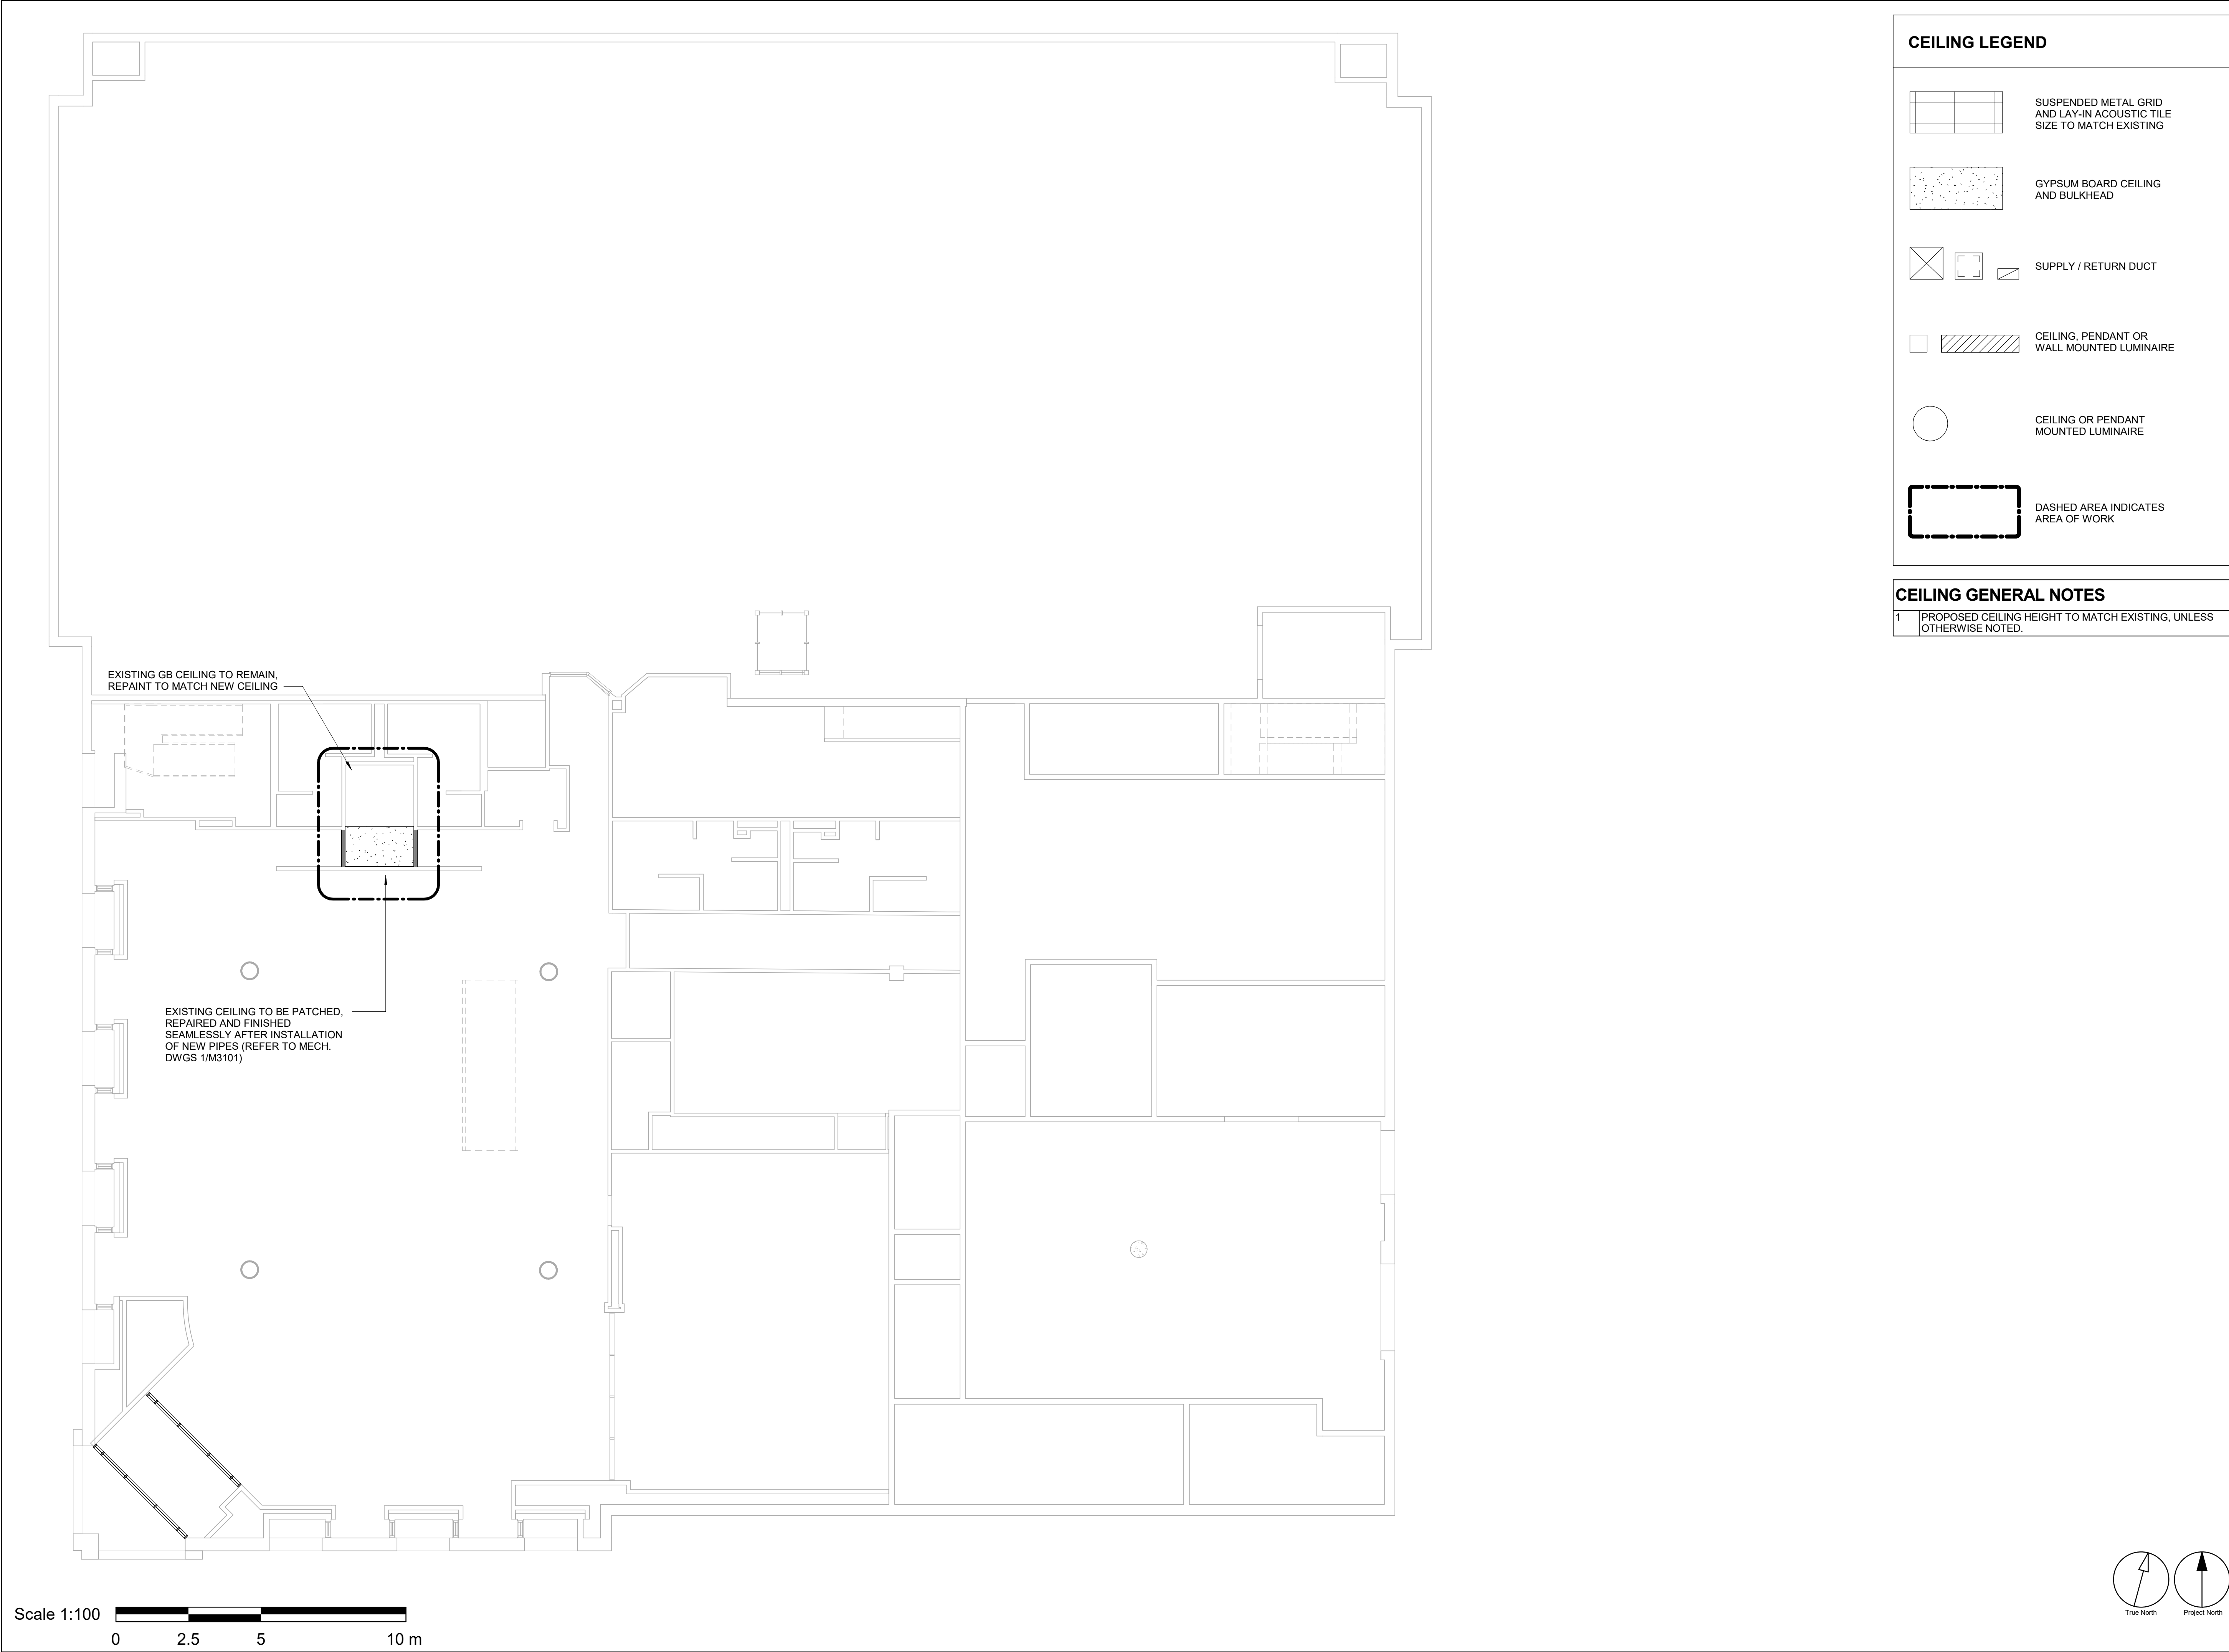 CEILING LEGEND
SUSPENDED METAL GRID
AND LAY-IN ACOUSTIC TILE
SIZE TO MATCH EXISTING
GYPSUM BOARD CEILING
AND BULKHEAD
SUPPLY / RETURN DUCT
CEILING, PENDANT OR
WALL MOUNTED LUMINAIRE
CEILING OR PENDANT
MOUNTED LUMINAIRE
DASHED AREA INDICATES
AREA OF WORK
CEILING GENERAL NOTES
1 PROPOSED CEILING HEIGHT TO MATCH EXISTING, UNLESS
OTHERWISE NOTED.
EXISTING GB CEILING TO REMAIN,
REPAINT TO MATCH NEW CEILING
EXISTING CEILING TO BE PATCHED,
REPAIRED AND FINISHED
SEAMLESSLY AFTER INSTALLATION
OF NEW PIPES (REFER TO MECH.
DWGS 1/M3101)
Scale 1:100
0 2.5 5 10 m
True North
Project North